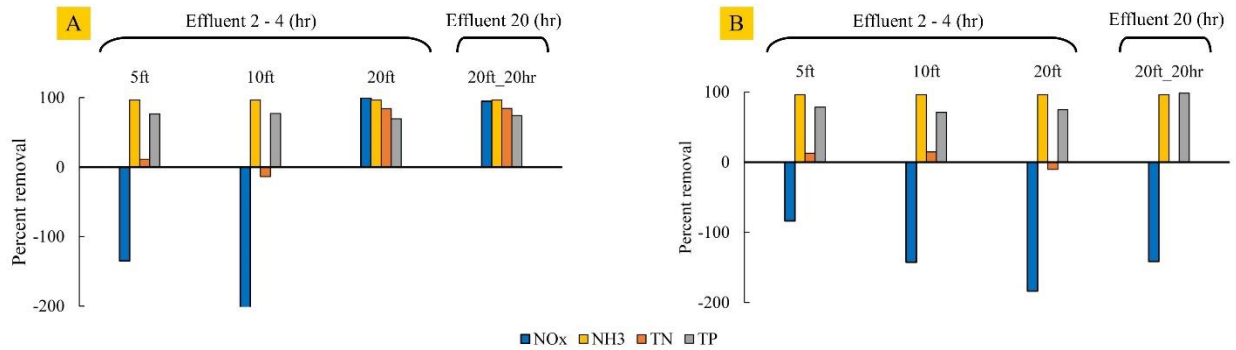 A
Effluent 2 - 4 (hr)
Effluent 20 (hr)
5ft
10ft
20ft
20ft_20hr
100
0
-100
-200
Percent removal
B
Effluent 2 - 4 (hr)
Effluent 20 (hr)
5ft
10ft
20ft
20ft_20hr
100
0
-100
-200
Percent removal
NOx NH3 TN TP